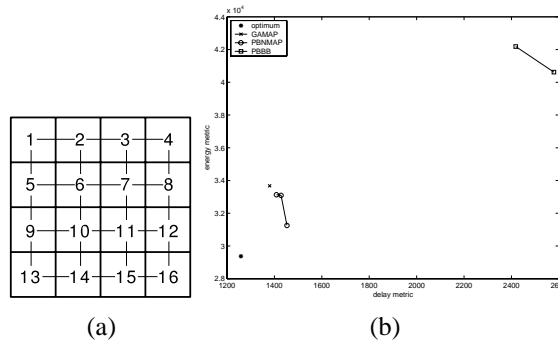 1 2 3 4
5 6 7 8
9 10 11 12
13 14 15 16
(a)
x 10^4
4.4
4.2
4
3.8
3.6
3.4
3.2
3
2.8
energy metric
optimum
GAMAP
PBNMAP
PBBB
1200 1400 1600 1800 2000 2200 2400
delay metric
(b)